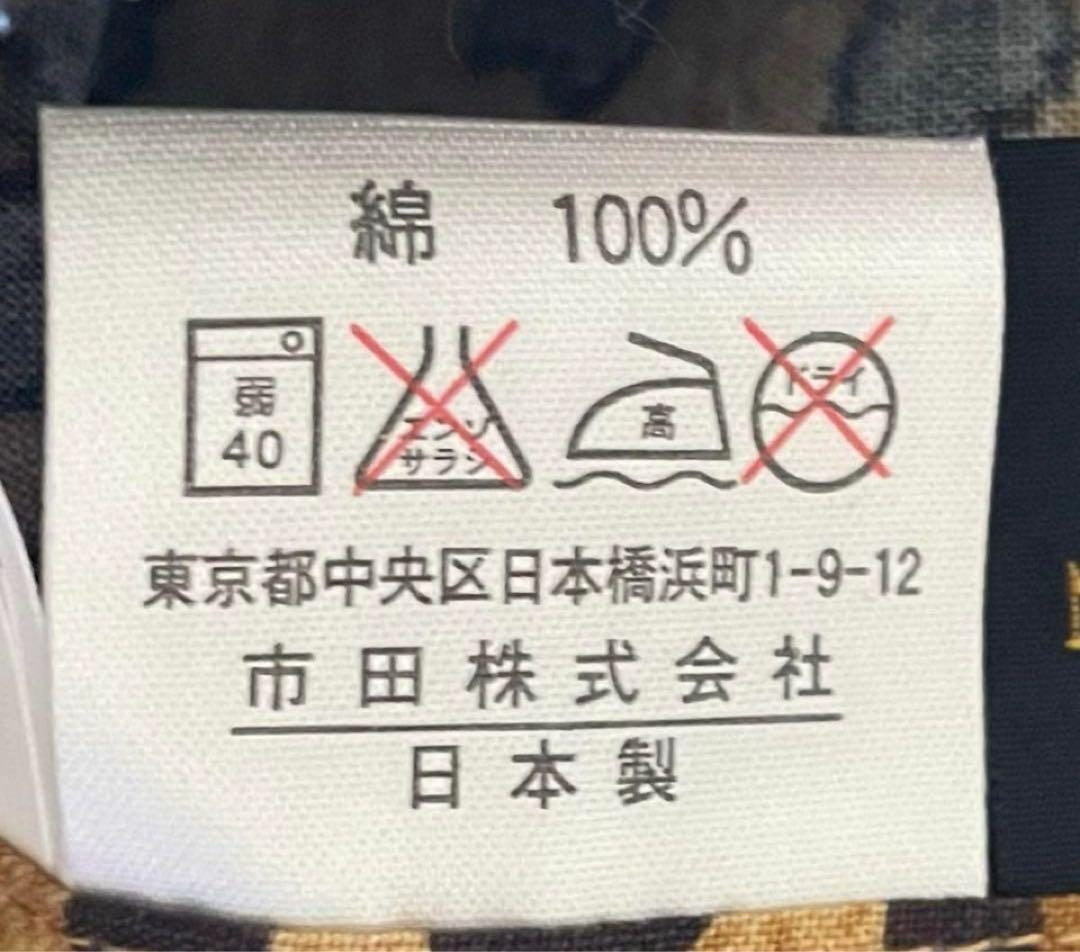 綿 100%
弱 エンソ 高 ドライ
40 サラシ
東京都中央区日本橋浜町1-9-12
市田株式会社
日本製